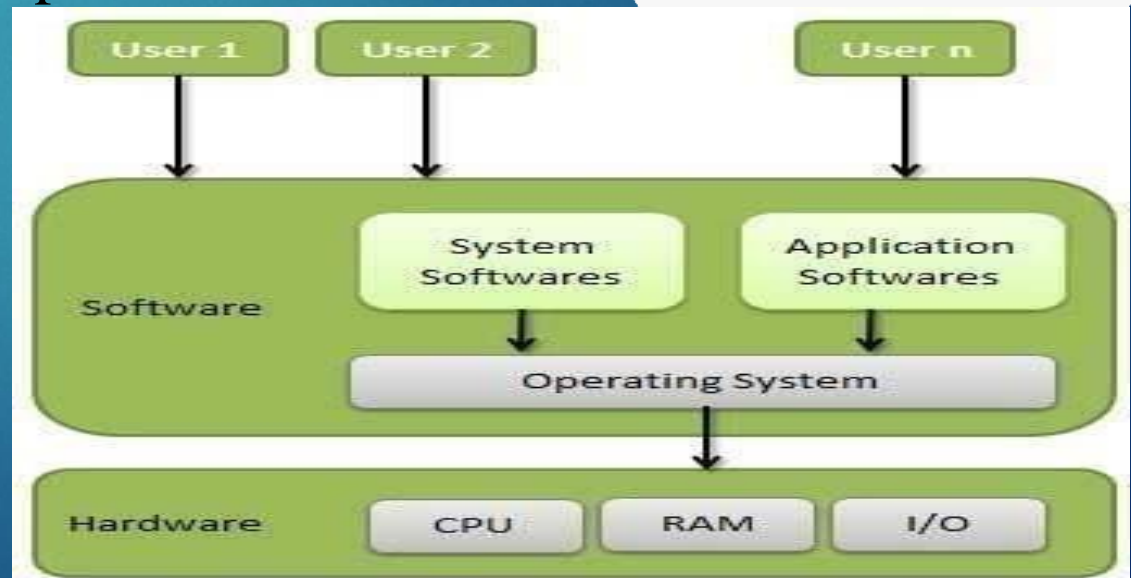 User 1
User 2
User n
System
Softwares
Application
Softwares
Software
Operating System
Hardware
CPU
RAM
I/O